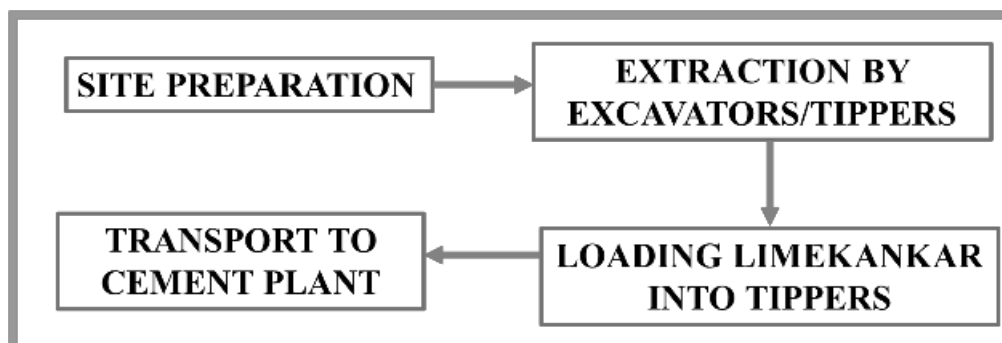 SITE PREPARATION
EXTRACTION BY
EXCAVATORS/TIPPERS
LOADING LIMEKANKAR
INTO TIPPERS
TRANSPORT TO
CEMENT PLANT